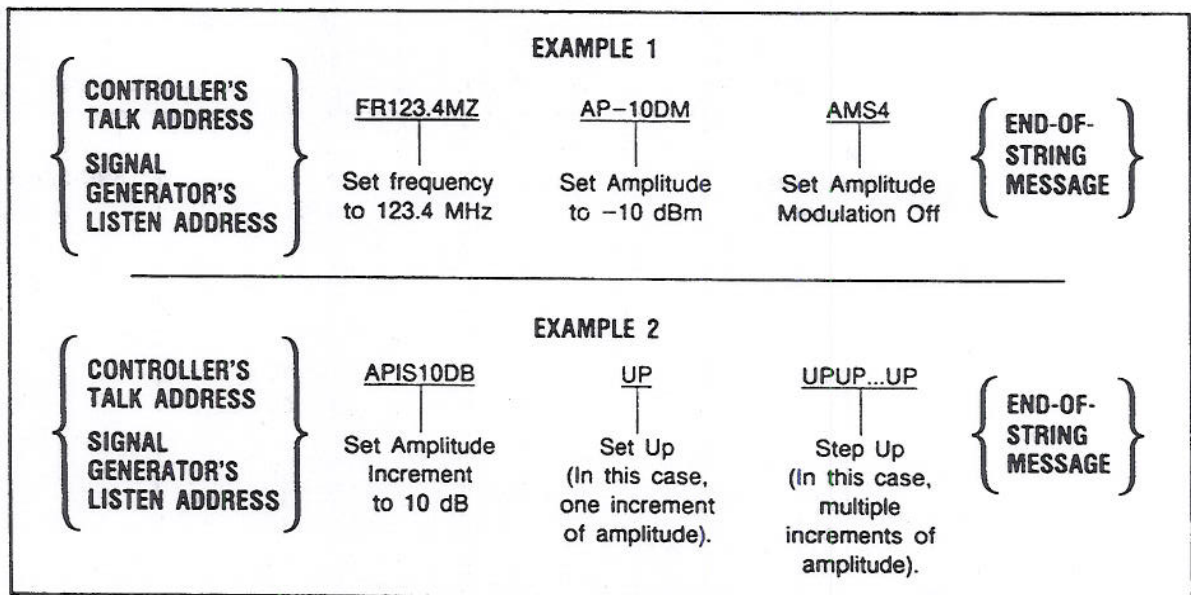 EXAMPLE 1
CONTROLLER'S
TALK ADDRESS
SIGNAL
GENERATOR'S
LISTEN ADDRESS
FR123.4MZ
Set frequency
to 123.4 MHz
AP−10DM
Set Amplitude
to −10 dBm
AMS4
Set Amplitude
Modulation Off
END-OF-
STRING
MESSAGE
EXAMPLE 2
CONTROLLER'S
TALK ADDRESS
SIGNAL
GENERATOR'S
LISTEN ADDRESS
APIS10DB
Set Amplitude
Increment
to 10 dB
UP
Set Up
(In this case,
one increment
of amplitude).
UPUP...UP
Step Up
(In this case,
multiple
increments of
amplitude).
END-OF-
STRING
MESSAGE